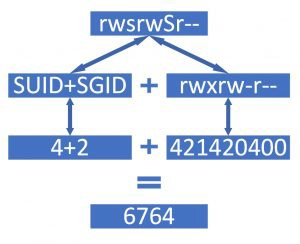 rwsrwSr--
SUID+SGID + rwxrw-r--
4+2 + 421420400
=
6764